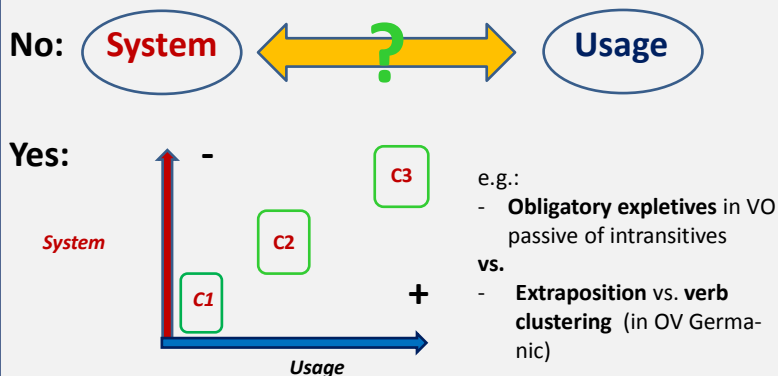 No: System ? Usage
Yes: -
C3
e.g.:
- Obligatory expletives in VO
passive of intransitives
vs.
- Extraposition vs. verb
clustering (in OV Germa-
nic)
System
C2
C1
+
Usage